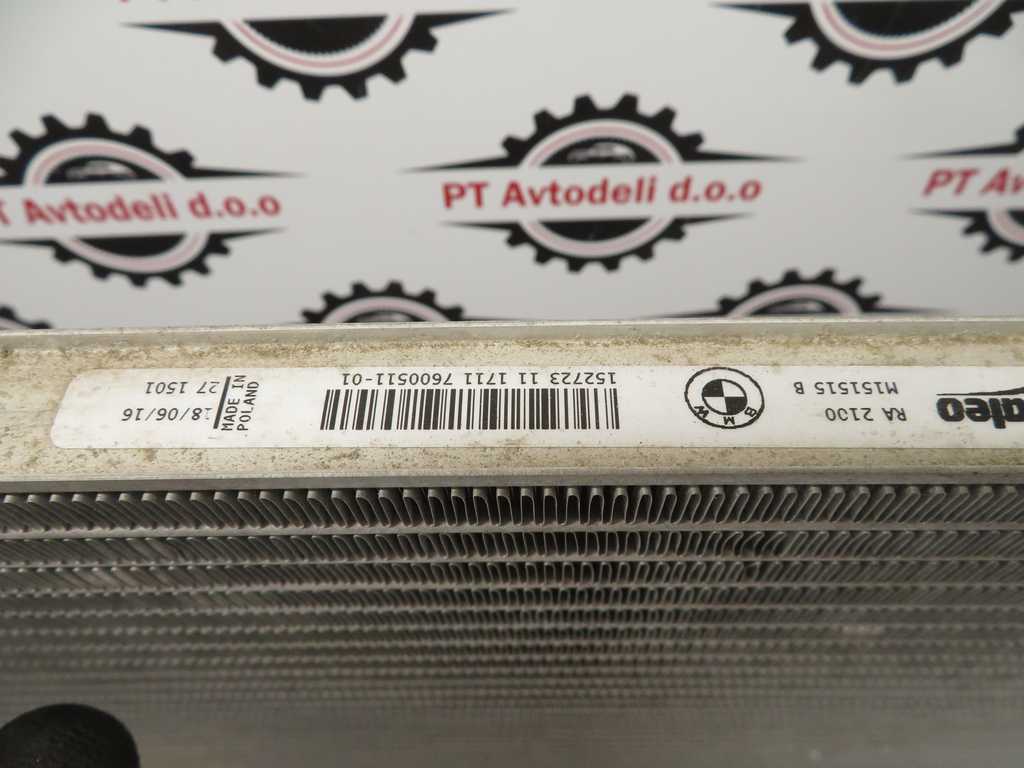 PT Avtodeli d.o.o
PT Avtodeli d.o.o
PT
RA 2100
M151515 B
BMW
152723 11 1711 7600511-01
MADE IN
POLAND
18/06/16
27 1501